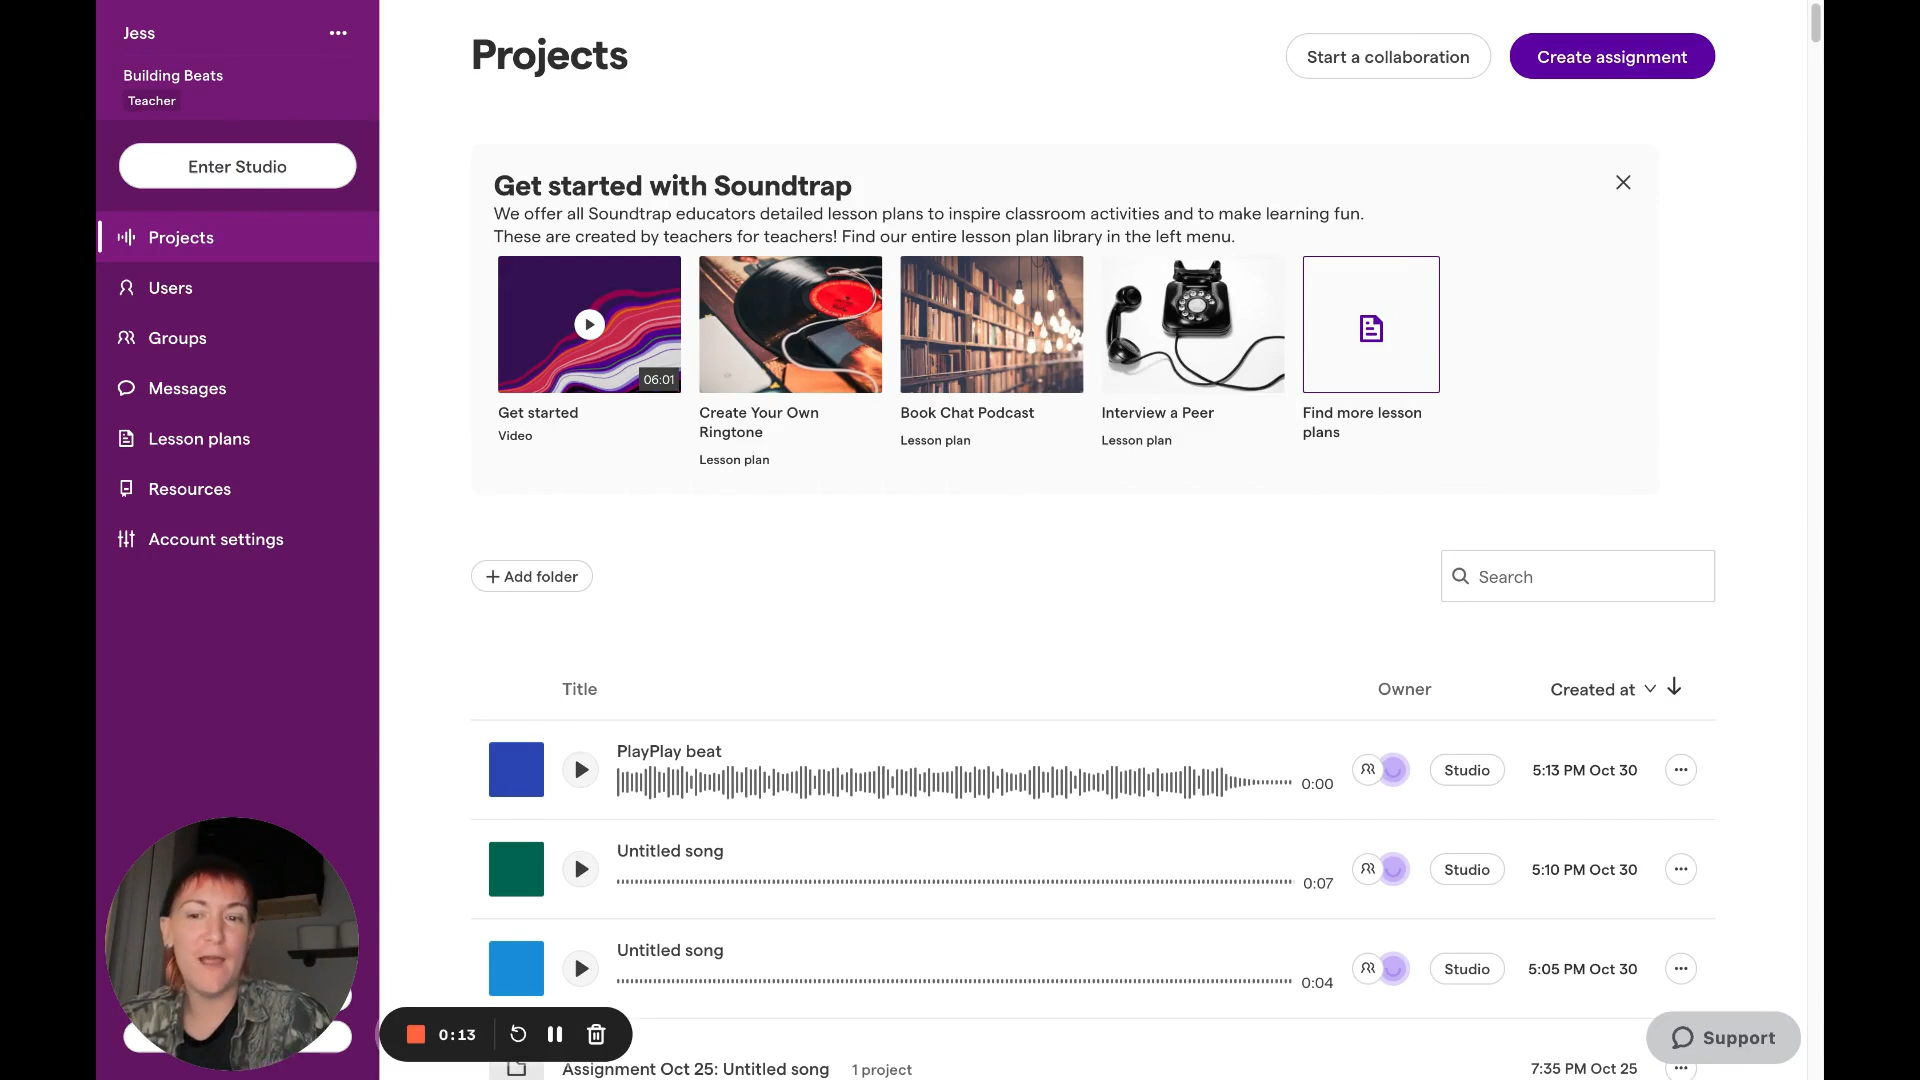 Jess
Building Beats
Teacher
Enter Studio
Projects
Users
Groups
Messages
Lesson plans
Resources
Account settings
Projects
Start a collaboration
Create assignment
Get started with Soundtrap
We offer all Soundtrap educators detailed lesson plans to inspire classroom activities and to make learning fun.
These are created by teachers for teachers! Find our entire lesson plan library in the left menu.
06:01
Get started
Video
Create Your Own
Ringtone
Lesson plan
Book Chat Podcast
Lesson plan
Interview a Peer
Lesson plan
Find more lesson
plans
Add folder
Search
Title
Owner
Created at
PlayPlay beat
0:00
Studio
5:13 PM Oct 30
Untitled song
0:07
Studio
5:10 PM Oct 30
Untitled song
0:04
Studio
5:05 PM Oct 30
0:13
Assignment Oct 25: Untitled song 1 project
7:35 PM Oct 25
Support